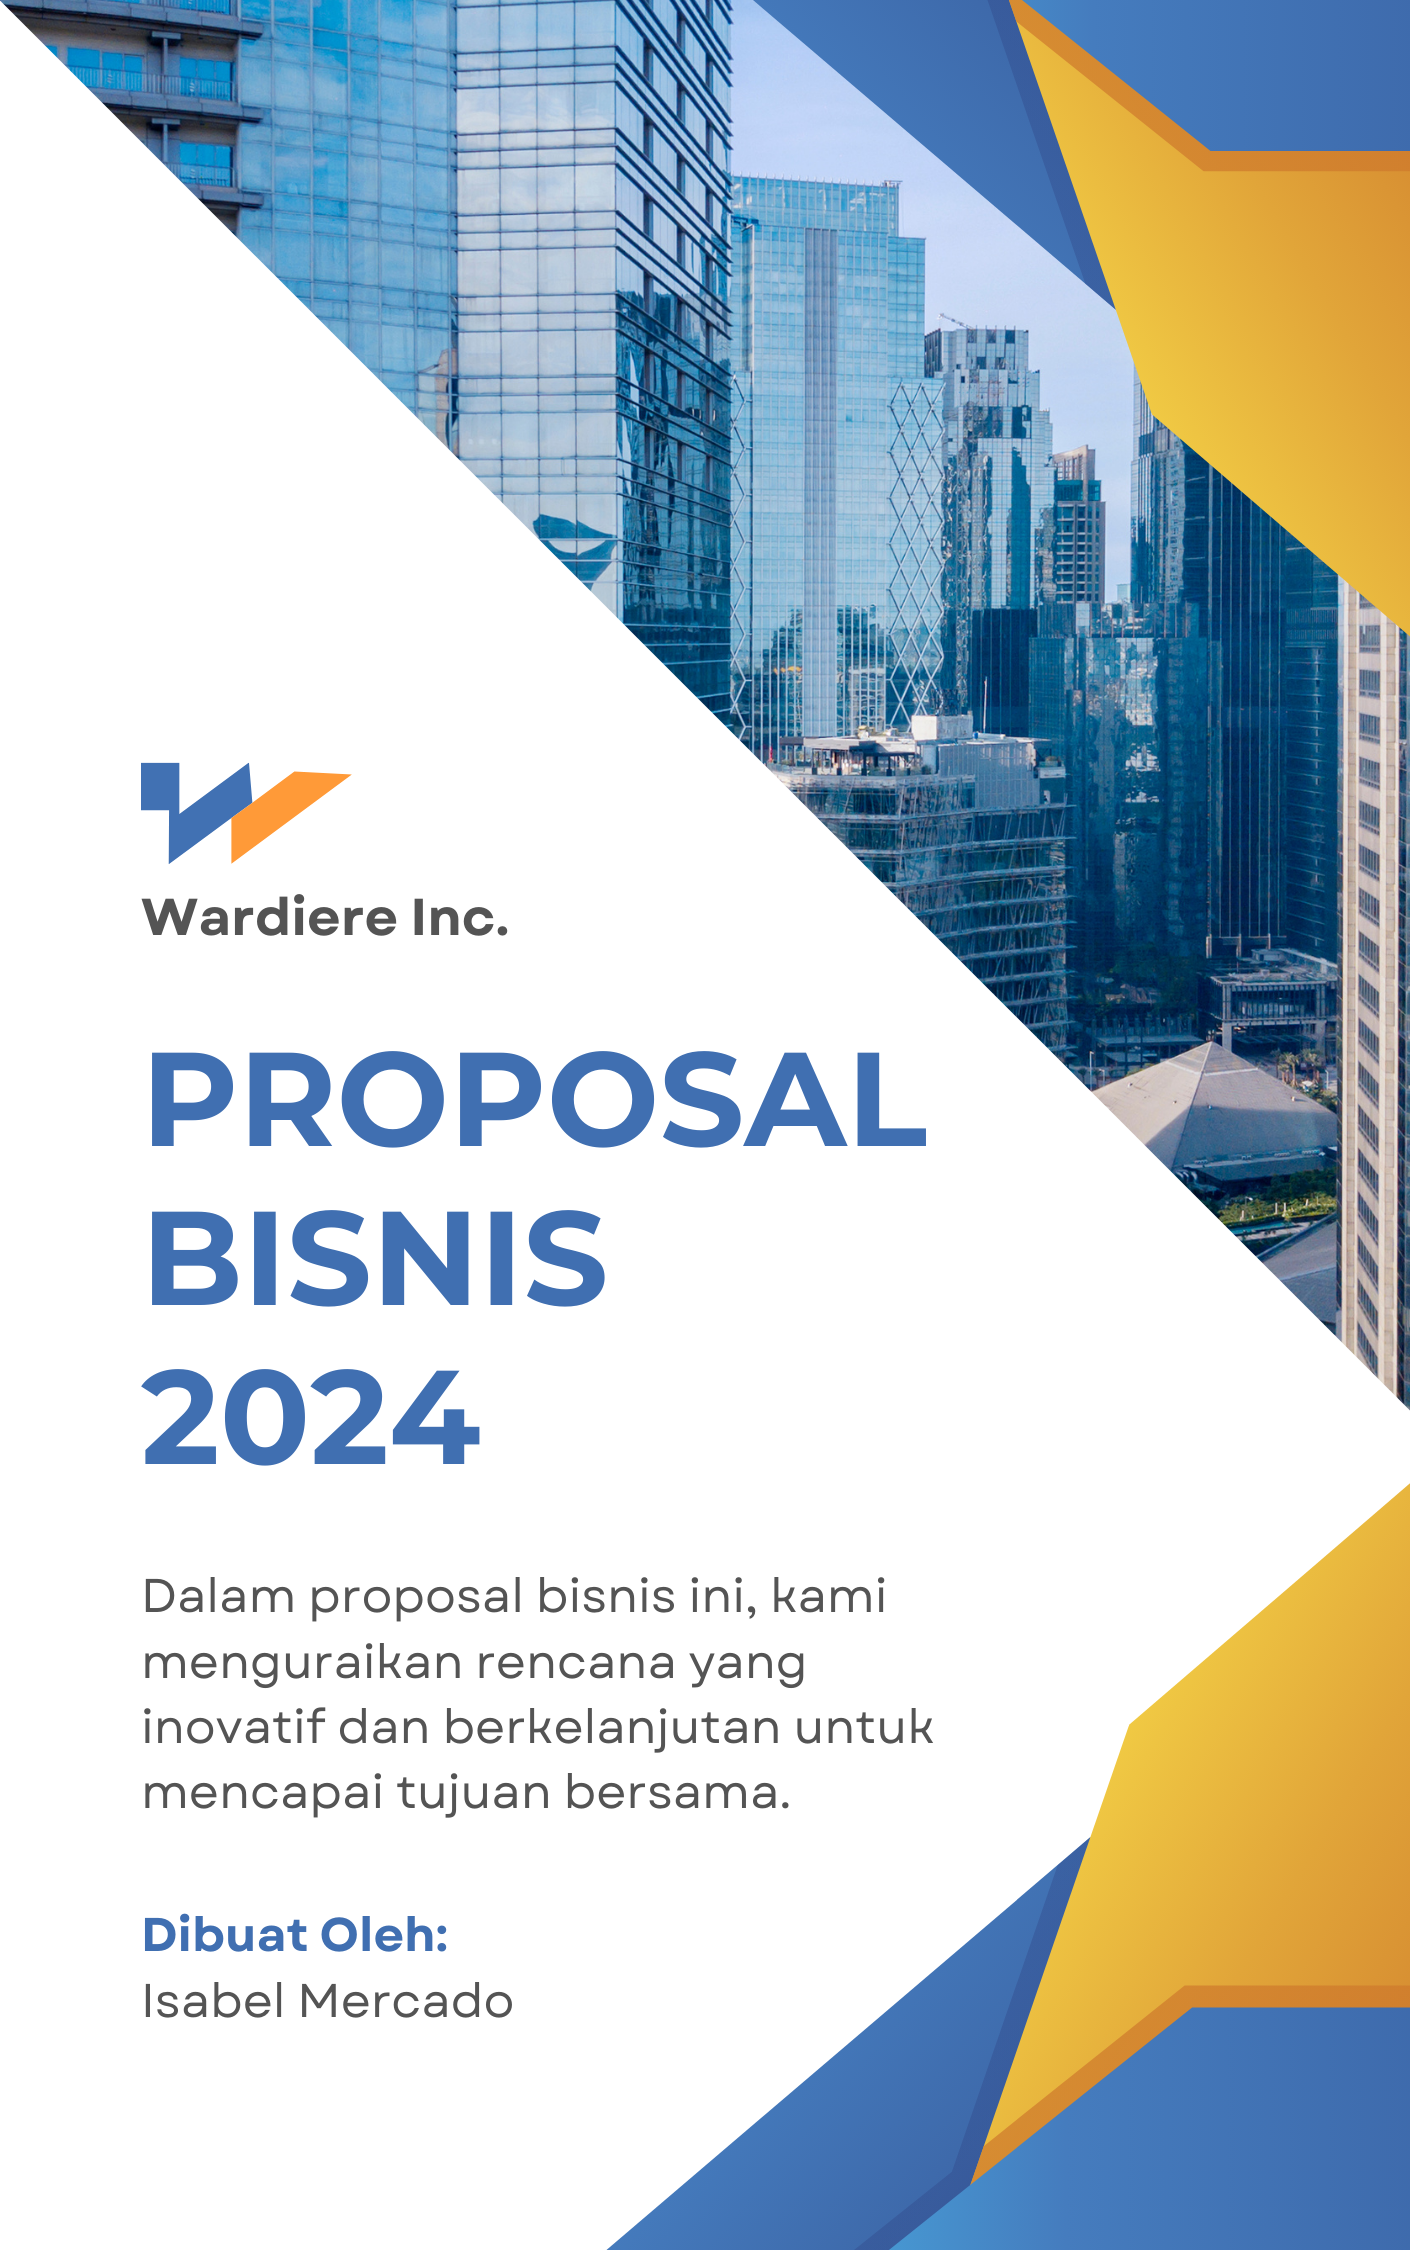 Wardiere Inc.
PROPOSAL
BISNIS
2024
Dalam proposal bisnis ini, kami
menguraikan rencana yang
inovatif dan berkelanjutan untuk
mencapai tujuan bersama.
Dibuat Oleh:
Isabel Mercado